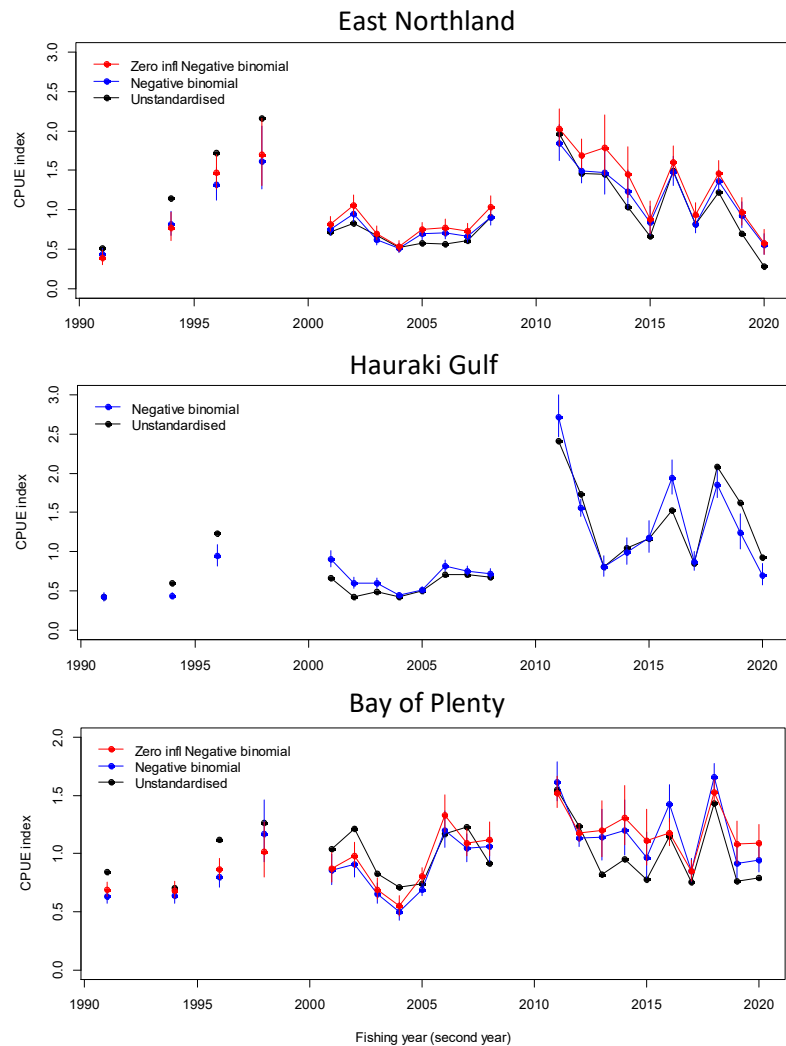 East Northland
3.0
2.5
2.0
1.5
1.0
0.5
0.0
CPUE index
Zero infl Negative binomial
Negative binomial
Unstandardised
1990 1995 2000 2005 2010 2015 2020
Hauraki Gulf
3.0
2.5
2.0
1.5
1.0
0.5
0.0
CPUE index
Negative binomial
Unstandardised
1990 1995 2000 2005 2010 2015 2020
Bay of Plenty
2.0
1.5
1.0
0.5
0.0
CPUE index
Zero infl Negative binomial
Negative binomial
Unstandardised
1990 1995 2000 2005 2010 2015 2020
Fishing year (second year)